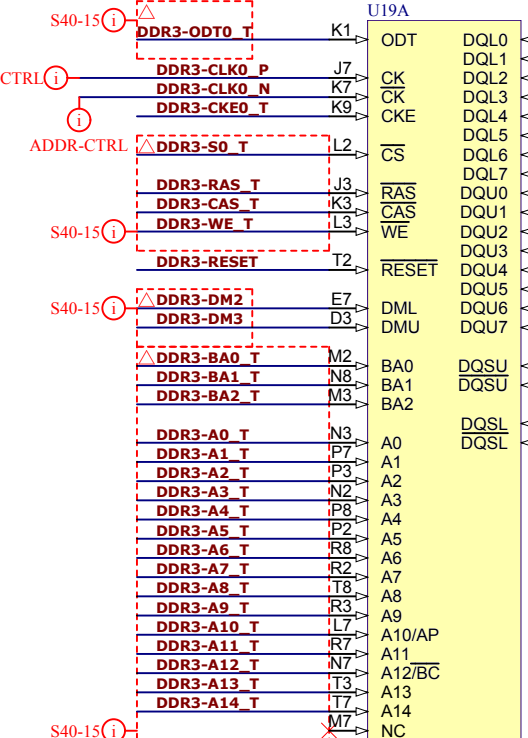 U19A
S40-15 i
DDR3-ODT0_T K1 ODT DQL0
DQL1
CTRL i DDR3-CLK0_P J7 CK DQL2
DDR3-CLK0_N K7 CK DQL3
i DDR3-CKE0_T K9 CKE DQL4
DQL5
ADDR-CTRL DDR3-S0_T L2 CS DQL6
DQL7
DDR3-RAS_T J3 RAS DQU0
DDR3-CAS_T K3 CAS DQU1
S40-15 i DDR3-WE_T L3 WE DQU2
DQU3
DDR3-RESET T2 RESET DQU4
DQU5
S40-15 i DDR3-DM2 E7 DML DQU6
DDR3-DM3 D3 DMU DQU7
DDR3-BA0_T M2 BA0 DQSU
DDR3-BA1_T N8 BA1 DQSU
DDR3-BA2_T M3 BA2
DQSL
DDR3-A0_T N3 A0 DQSL
DDR3-A1_T P7 A1
DDR3-A2_T P3 A2
DDR3-A3_T N2 A3
DDR3-A4_T P8 A4
DDR3-A5_T P2 A5
DDR3-A6_T R8 A6
DDR3-A7_T R2 A7
DDR3-A8_T T8 A8
DDR3-A9_T R3 A9
DDR3-A10_T L7 A10/AP
DDR3-A11_T R7 A11
DDR3-A12_T N7 A12/BC
DDR3-A13_T T3 A13
DDR3-A14_T T7 A14
S40-15 i M7 NC